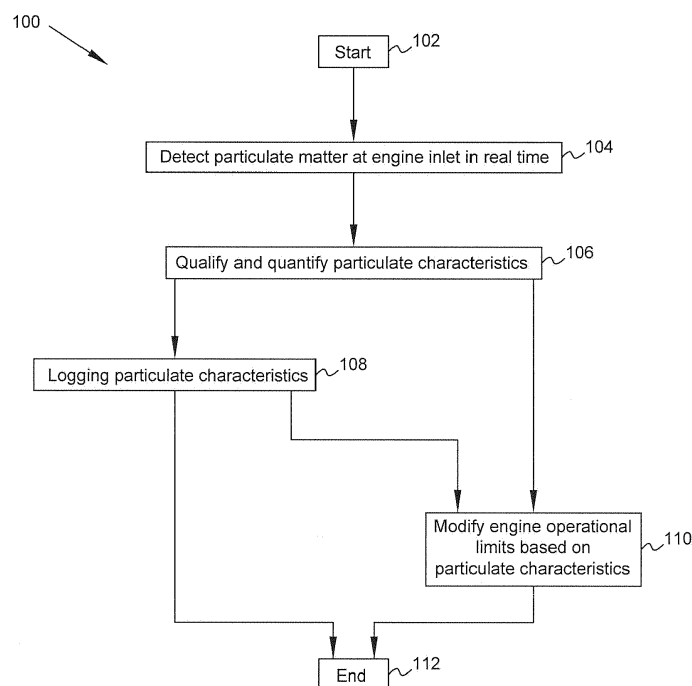 100
Start
102
Detect particulate matter at engine inlet in real time
104
Qualify and quantify particulate characteristics
106
Logging particulate characteristics
108
Modify engine operational
limits based on
particulate characteristics
110
End
112